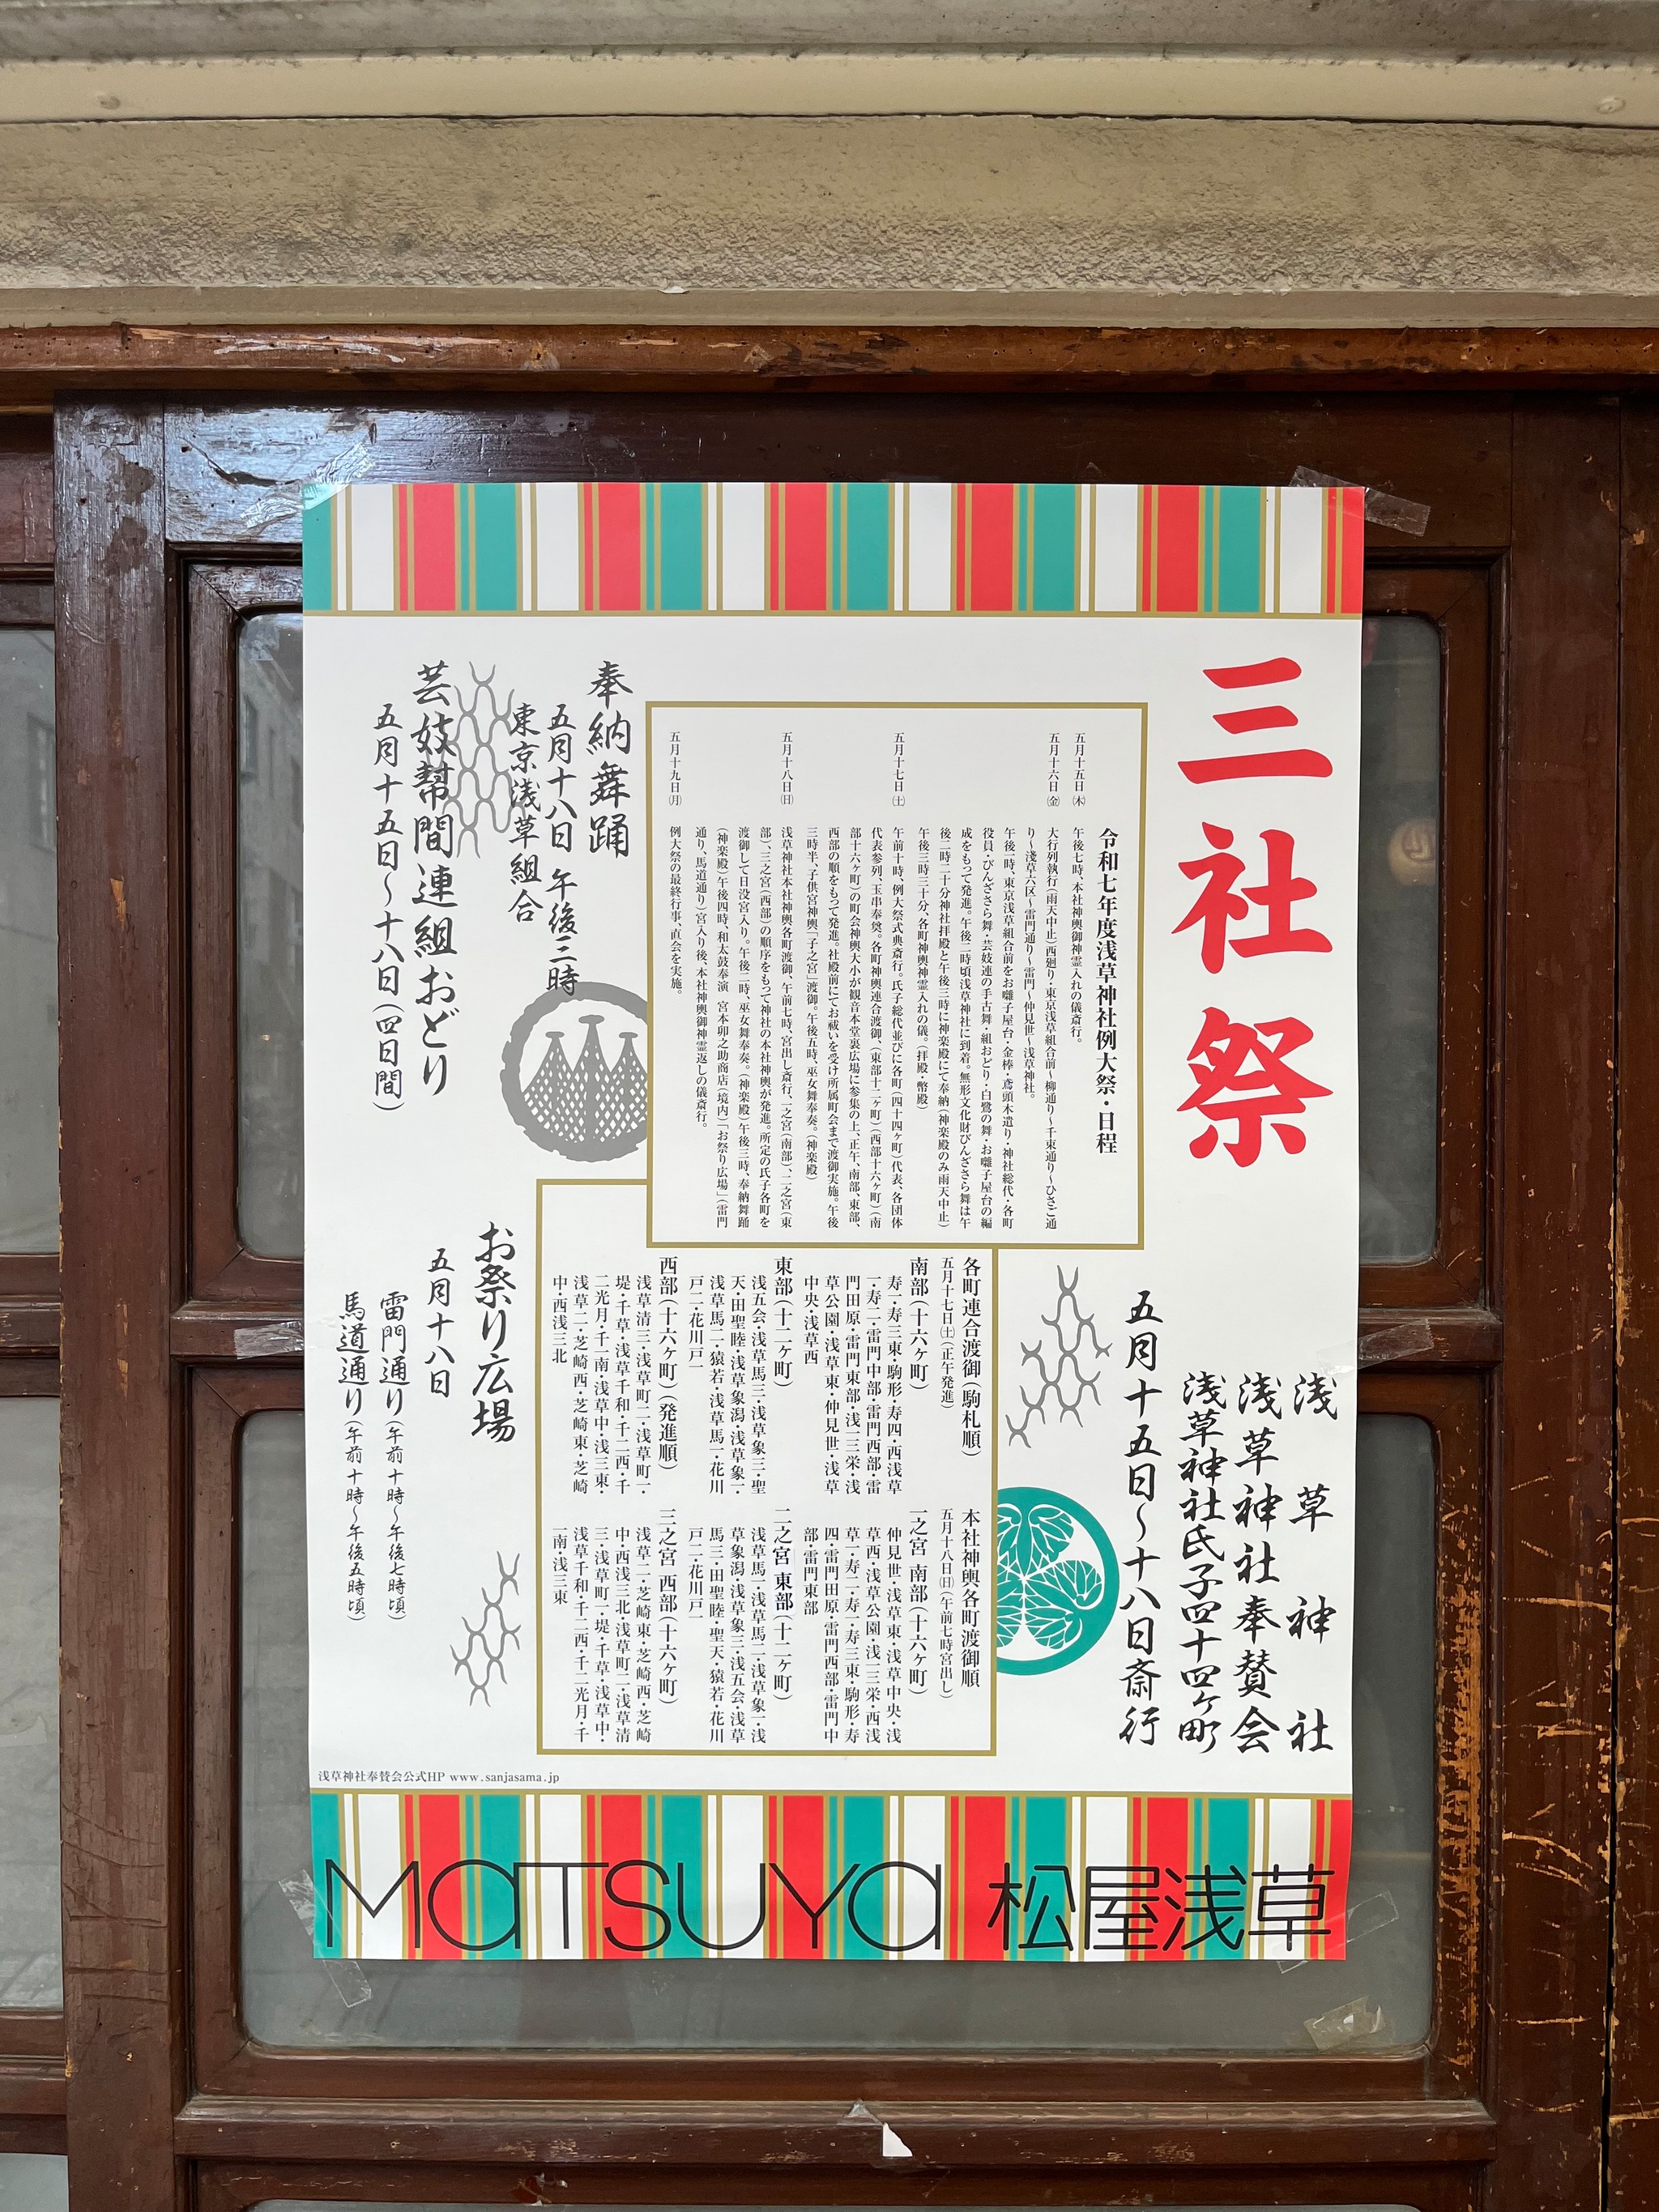 三社祭
浅草神社
浅草神社奉賛会
浅草神社氏子四十四ヶ町
五月十五日〜十八日斎行
令和七年度浅草神社例大祭・日程
五月十五日㈭
午後七時、本社神輿御神霊入れの儀斎行。
五月十六日㈮
大行列執行(雨天中止)西廻り・東京浅草組合前〜柳通り〜千束通り〜ひさご通
り〜浅草六区〜雷門通り〜雷門〜仲見世〜浅草神社。
午後一時、東京浅草組合前をお囃子屋台・金棒・鳶頭木遣り・神社総代・各町
役員・びんざさら舞・芸妓連の手古舞・組おどり・白鷺の舞・お囃子屋台の編
成をもって発進。午後二時頃浅草神社に到着。無形文化財びんざさら舞は午
後二時二十分神社拝殿と午後三時に神楽殿にて奉納(神楽殿のみ雨天中止)
午後三時三十分、各町神輿神霊入れの儀。(拝殿・幣殿)
五月十七日㈯
午前十時、例大祭式典斎行。氏子総代並びに各町(四十四ヶ町)代表、各団体
代表参列、玉串奉奠。各町神輿連合渡御、(東部十二ヶ町)(西部十六ヶ町)(南
部十六ヶ町)の町会神輿大小が観音本堂裏広場に参集の上、正午、南部、東部、
西部の順をもって発進。社殿前にてお祓いを受け所属町会まで渡御実施。午後
三時半、子供宮神輿「子之宮」渡御。午後五時、巫女舞奉奏。(神楽殿)
五月十八日㈰
浅草神社本社神輿各町渡御、午前七時、宮出し斎行、一之宮(南部)、二之宮(東
部)、三之宮(西部)の順序をもって神社の本社神輿が発進。所定の氏子各町を
渡御して日没宮入り。午後二時、巫女舞奉奏。(神楽殿)午後三時、奉納舞踊
(神楽殿)午後四時、和太鼓奉演 宮本卯之助商店(境内)「お祭り広場」(雷門
通り、馬道通り)宮入り後、本社神輿御神霊返しの儀斎行。
五月十九日㈪
例大祭の最終行事、直会を実施。
奉納舞踊
五月十八日 午後三時
東京浅草組合
芸妓幇間連組おどり
五月十五日〜十八日(四日間)
各町連合渡御(駒札順)
五月十七日㈯(正午発進)
南部(十六ヶ町)
寿一・寿三東・駒形・寿四・西浅草
一・寿二・雷門中部・雷門西部・雷
門田原・雷門東部・浅一三栄・浅
草公園・浅草東・仲見世・浅草
中央・浅草西
東部(十二ヶ町)
浅五会・浅草馬三・浅草象三・聖
天・田聖睦・浅草象潟・浅草象一・
浅草馬二・猿若・浅草馬一・花川
戸二・花川戸一
西部(十六ヶ町)(発進順)
浅草清三・浅草町二・浅草町一・
堤・千草・浅草千和・千二西・千
二光月・千一南・浅草中・浅三東・
浅草二・芝崎西・芝崎東・芝崎
中・西浅三北
本社神輿各町渡御順
五月十八日㈰(午前七時宮出し)
一之宮 南部(十六ヶ町)
仲見世・浅草東・浅草中央・浅
草西・浅草公園・浅一三栄・西浅
草一・寿二・寿一・寿三東・駒形・寿
四・雷門田原・雷門西部・雷門中
部・雷門東部
二之宮 東部(十二ヶ町)
浅草馬一・浅草馬二・浅草象一・浅
草象潟・浅草象三・浅五会・浅草
馬三・田聖睦・聖天・猿若・花川
戸二・花川戸一
三之宮 西部(十六ヶ町)
浅草二・芝崎東・芝崎西・芝崎
中・西浅三北・浅草町二・浅草清
三・浅草町一・堤・千草・浅草中・
浅草千和・千二西・千二光月・千
一南・浅三東
お祭り広場
五月十八日
雷門通り(午前十時〜午後七時頃)
馬道通り(午前十時〜午後五時頃)
浅草神社奉賛会公式HP www.sanjasama.jp
MATSUYA 松屋浅草